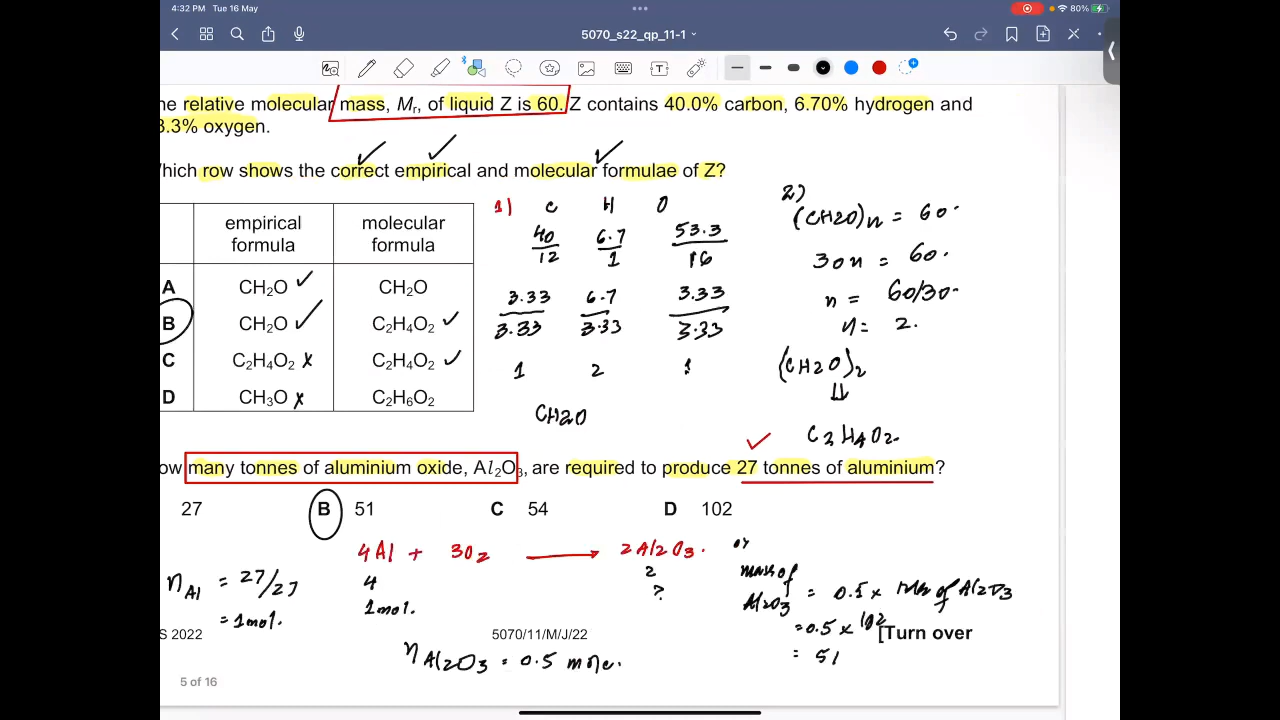 4:32 PM Tue 16 May
80%
5070_s22_qp_11-1
he relative molecular mass, Mr, of liquid Z is 60. Z contains 40.0% carbon, 6.70% hydrogen and
3.3% oxygen.
Which row shows the correct empirical and molecular formulae of Z?
empirical formula
molecular formula
A CH2O ✓ CH2O
B CH2O ✓ C2H4O2 ✓
C C2H4O2 x C2H4O2 ✓
D CH3O x C2H6O2
1) C H O
40/12 6.7/1 53.3/16
3.33/3.33 6.7/3.33 3.33/3.33
1 2 1
CH2O
2)
(CH2O)n = 60.
30n = 60.
n = 60/30.
n = 2.
(CH2O)2
⇓
C2H4O2.
ow many tonnes of aluminium oxide, Al2O3, are required to produce 27 tonnes of aluminium?
27 B 51 C 54 D 102
4Al + 3O2 → 2Al2O3.
4 2
1mol. ?
nAl = 27/27
= 1mol.
nAl2O3 = 0.5 mole.
or
mass of
Al2O3 = 0.5 × Mr of Al2O3
= 0.5 × 102
= 51
S 2022
5070/11/M/J/22
[Turn over
5 of 16